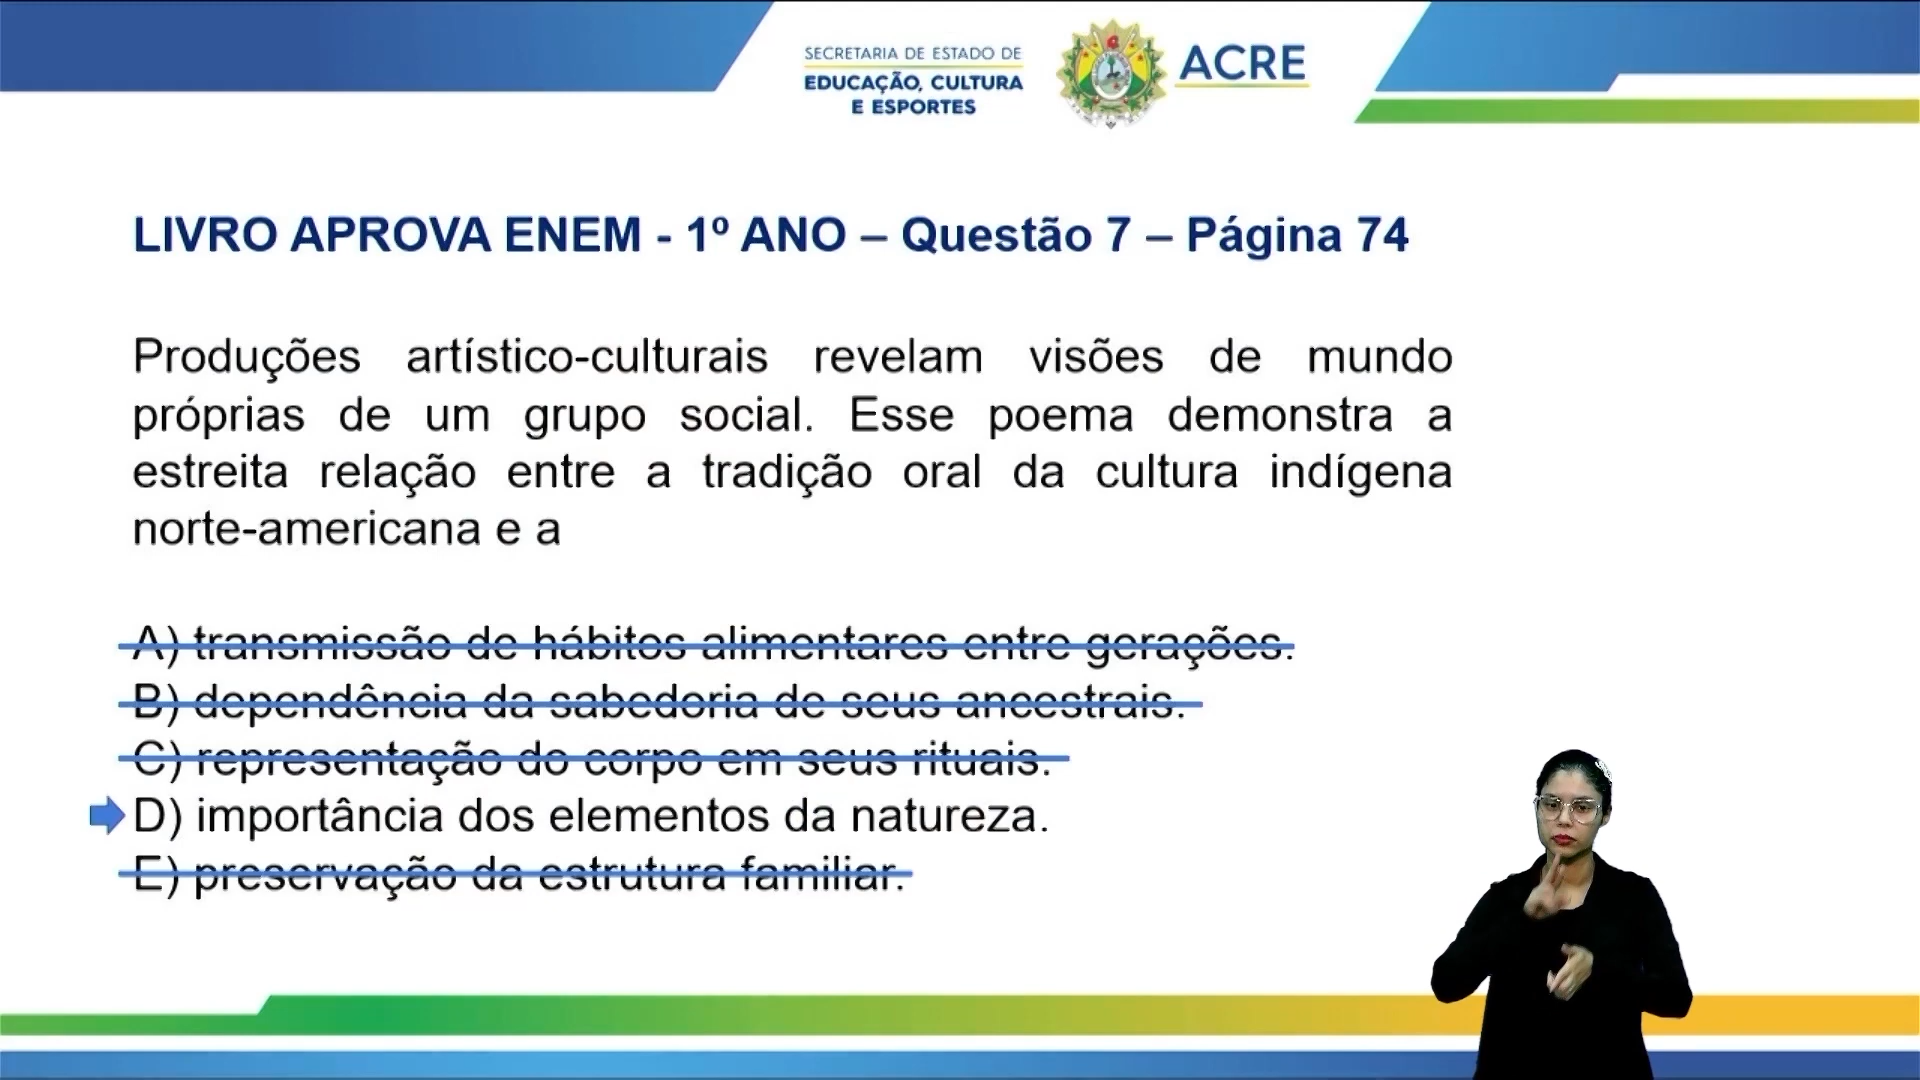 SECRETARIA DE ESTADO DE
EDUCAÇÃO, CULTURA
E ESPORTES
ACRE
LIVRO APROVA ENEM - 1º ANO – Questão 7 – Página 74
Produções artístico-culturais revelam visões de mundo
próprias de um grupo social. Esse poema demonstra a
estreita relação entre a tradição oral da cultura indígena
norte-americana e a
A) transmissão de hábitos alimentares entre gerações.
B) dependência da sabedoria de seus ancestrais.
C) representação do corpo em seus rituais.
D) importância dos elementos da natureza.
E) preservação da estrutura familiar.